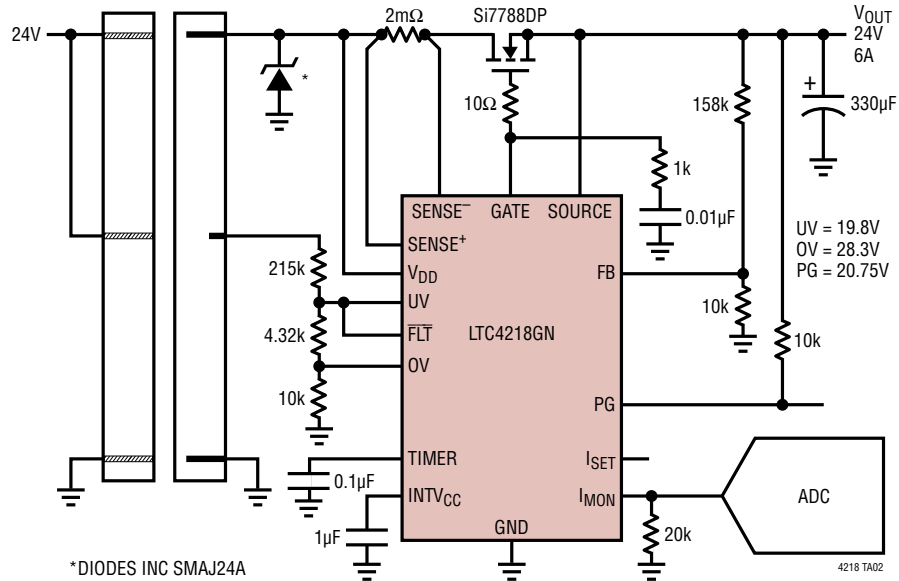 24V
2mΩ
Si7788DP
VOUT
24V
6A
*
10Ω
158k
+
330µF
1k
0.01µF
SENSE–
GATE
SOURCE
SENSE+
VDD
UV
FLT
OV
LTC4218GN
FB
UV = 19.8V
OV = 28.3V
PG = 20.75V
215k
4.32k
10k
10k
10k
PG
TIMER
0.1µF
INTVCC
1µF
GND
ISET
IMON
20k
ADC
*DIODES INC SMAJ24A
4218 TA02